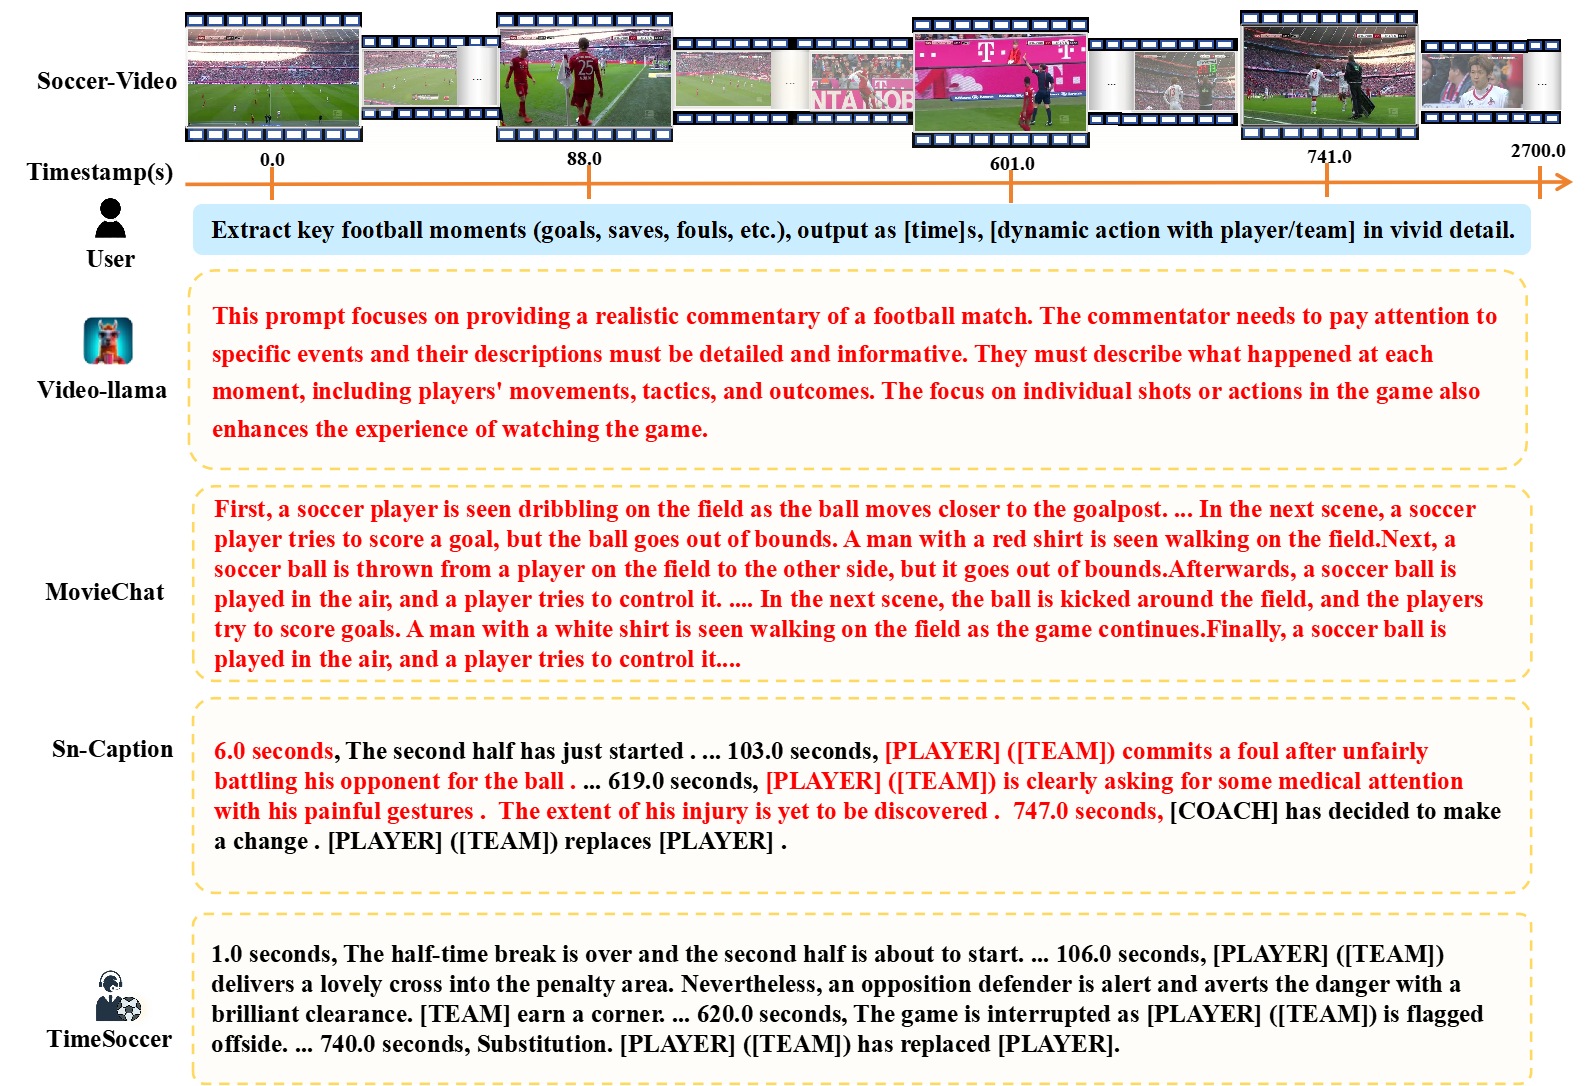 Soccer-Video
25
T
T
NTA
OB
...
...
...
...
Timestamp(s)
0.0
88.0
601.0
741.0
2700.0
User
Extract key football moments (goals, saves, fouls, etc.), output as [time]s, [dynamic action with player/team] in vivid detail.
Video-llama
This prompt focuses on providing a realistic commentary of a football match. The commentator needs to pay attention to
specific events and their descriptions must be detailed and informative. They must describe what happened at each
moment, including players' movements, tactics, and outcomes. The focus on individual shots or actions in the game also
enhances the experience of watching the game.
MovieChat
First, a soccer player is seen dribbling on the field as the ball moves closer to the goalpost. ... In the next scene, a soccer
player tries to score a goal, but the ball goes out of bounds. A man with a red shirt is seen walking on the field.Next, a
soccer ball is thrown from a player on the field to the other side, but it goes out of bounds.Afterwards, a soccer ball is
played in the air, and a player tries to control it. .... In the next scene, the ball is kicked around the field, and the players
try to score goals. A man with a white shirt is seen walking on the field as the game continues.Finally, a soccer ball is
played in the air, and a player tries to control it....
Sn-Caption
6.0 seconds, The second half has just started . ... 103.0 seconds, [PLAYER] ([TEAM]) commits a foul after unfairly
battling his opponent for the ball . ... 619.0 seconds, [PLAYER] ([TEAM]) is clearly asking for some medical attention
with his painful gestures .  The extent of his injury is yet to be discovered .  747.0 seconds, [COACH] has decided to make
a change . [PLAYER] ([TEAM]) replaces [PLAYER] .
TimeSoccer
1.0 seconds, The half-time break is over and the second half is about to start. ... 106.0 seconds, [PLAYER] ([TEAM])
delivers a lovely cross into the penalty area. Nevertheless, an opposition defender is alert and averts the danger with a
brilliant clearance. [TEAM] earn a corner. ... 620.0 seconds, The game is interrupted as [PLAYER] ([TEAM]) is flagged
offside. ... 740.0 seconds, Substitution. [PLAYER] ([TEAM]) has replaced [PLAYER].